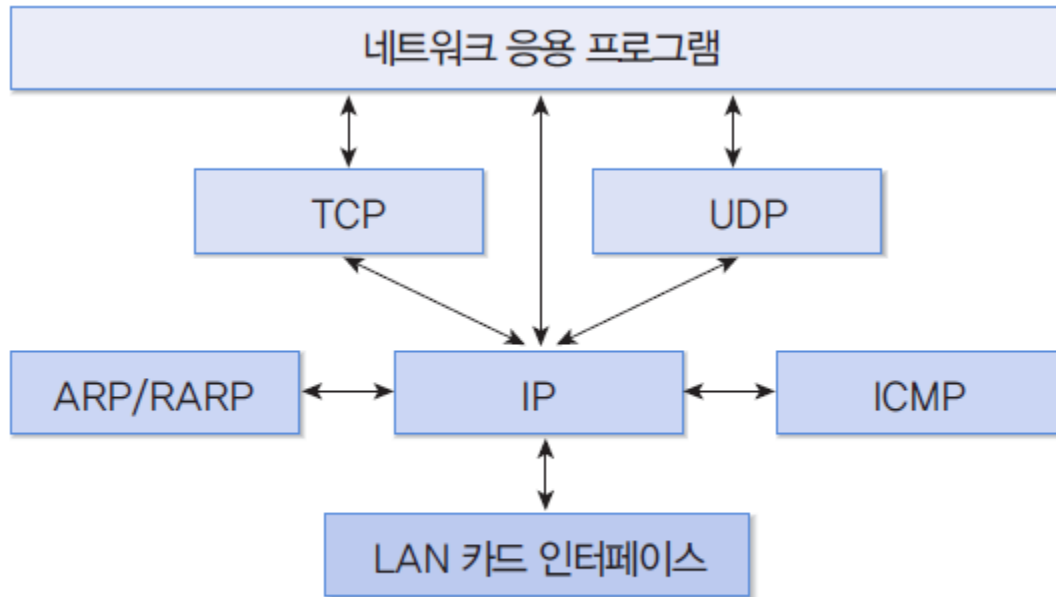 네트워크 응용 프로그램
TCP
UDP
ARP/RARP
IP
ICMP
LAN 카드 인터페이스